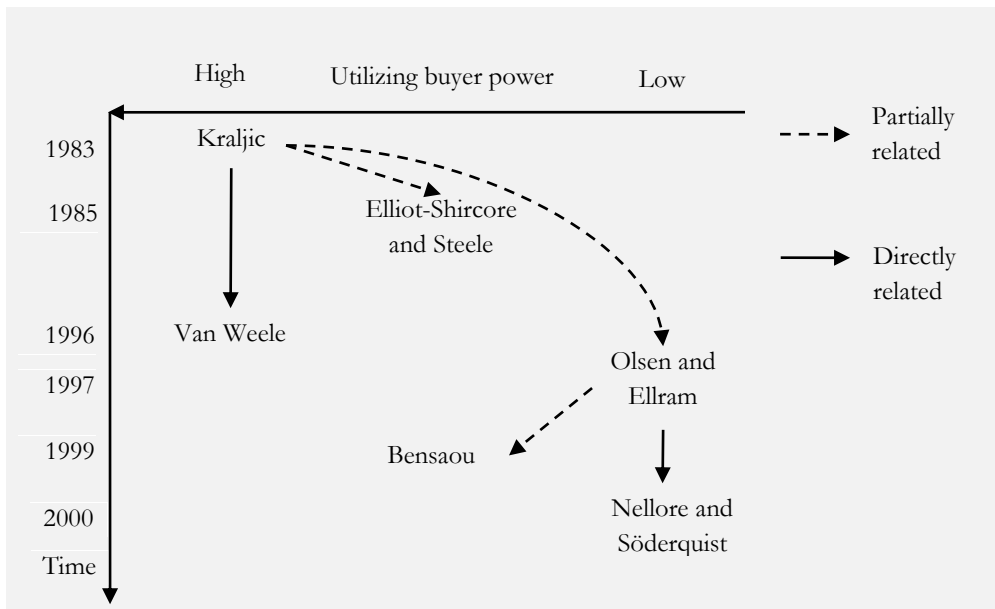 High Utilizing buyer power Low
Kraljic
1983
Partially
related
1985
Elliot-Shircore
and Steele
Directly
related
1996
Van Weele
Olsen and
Ellram
1997
1999
Bensaou
2000
Nellore and
Söderquist
Time